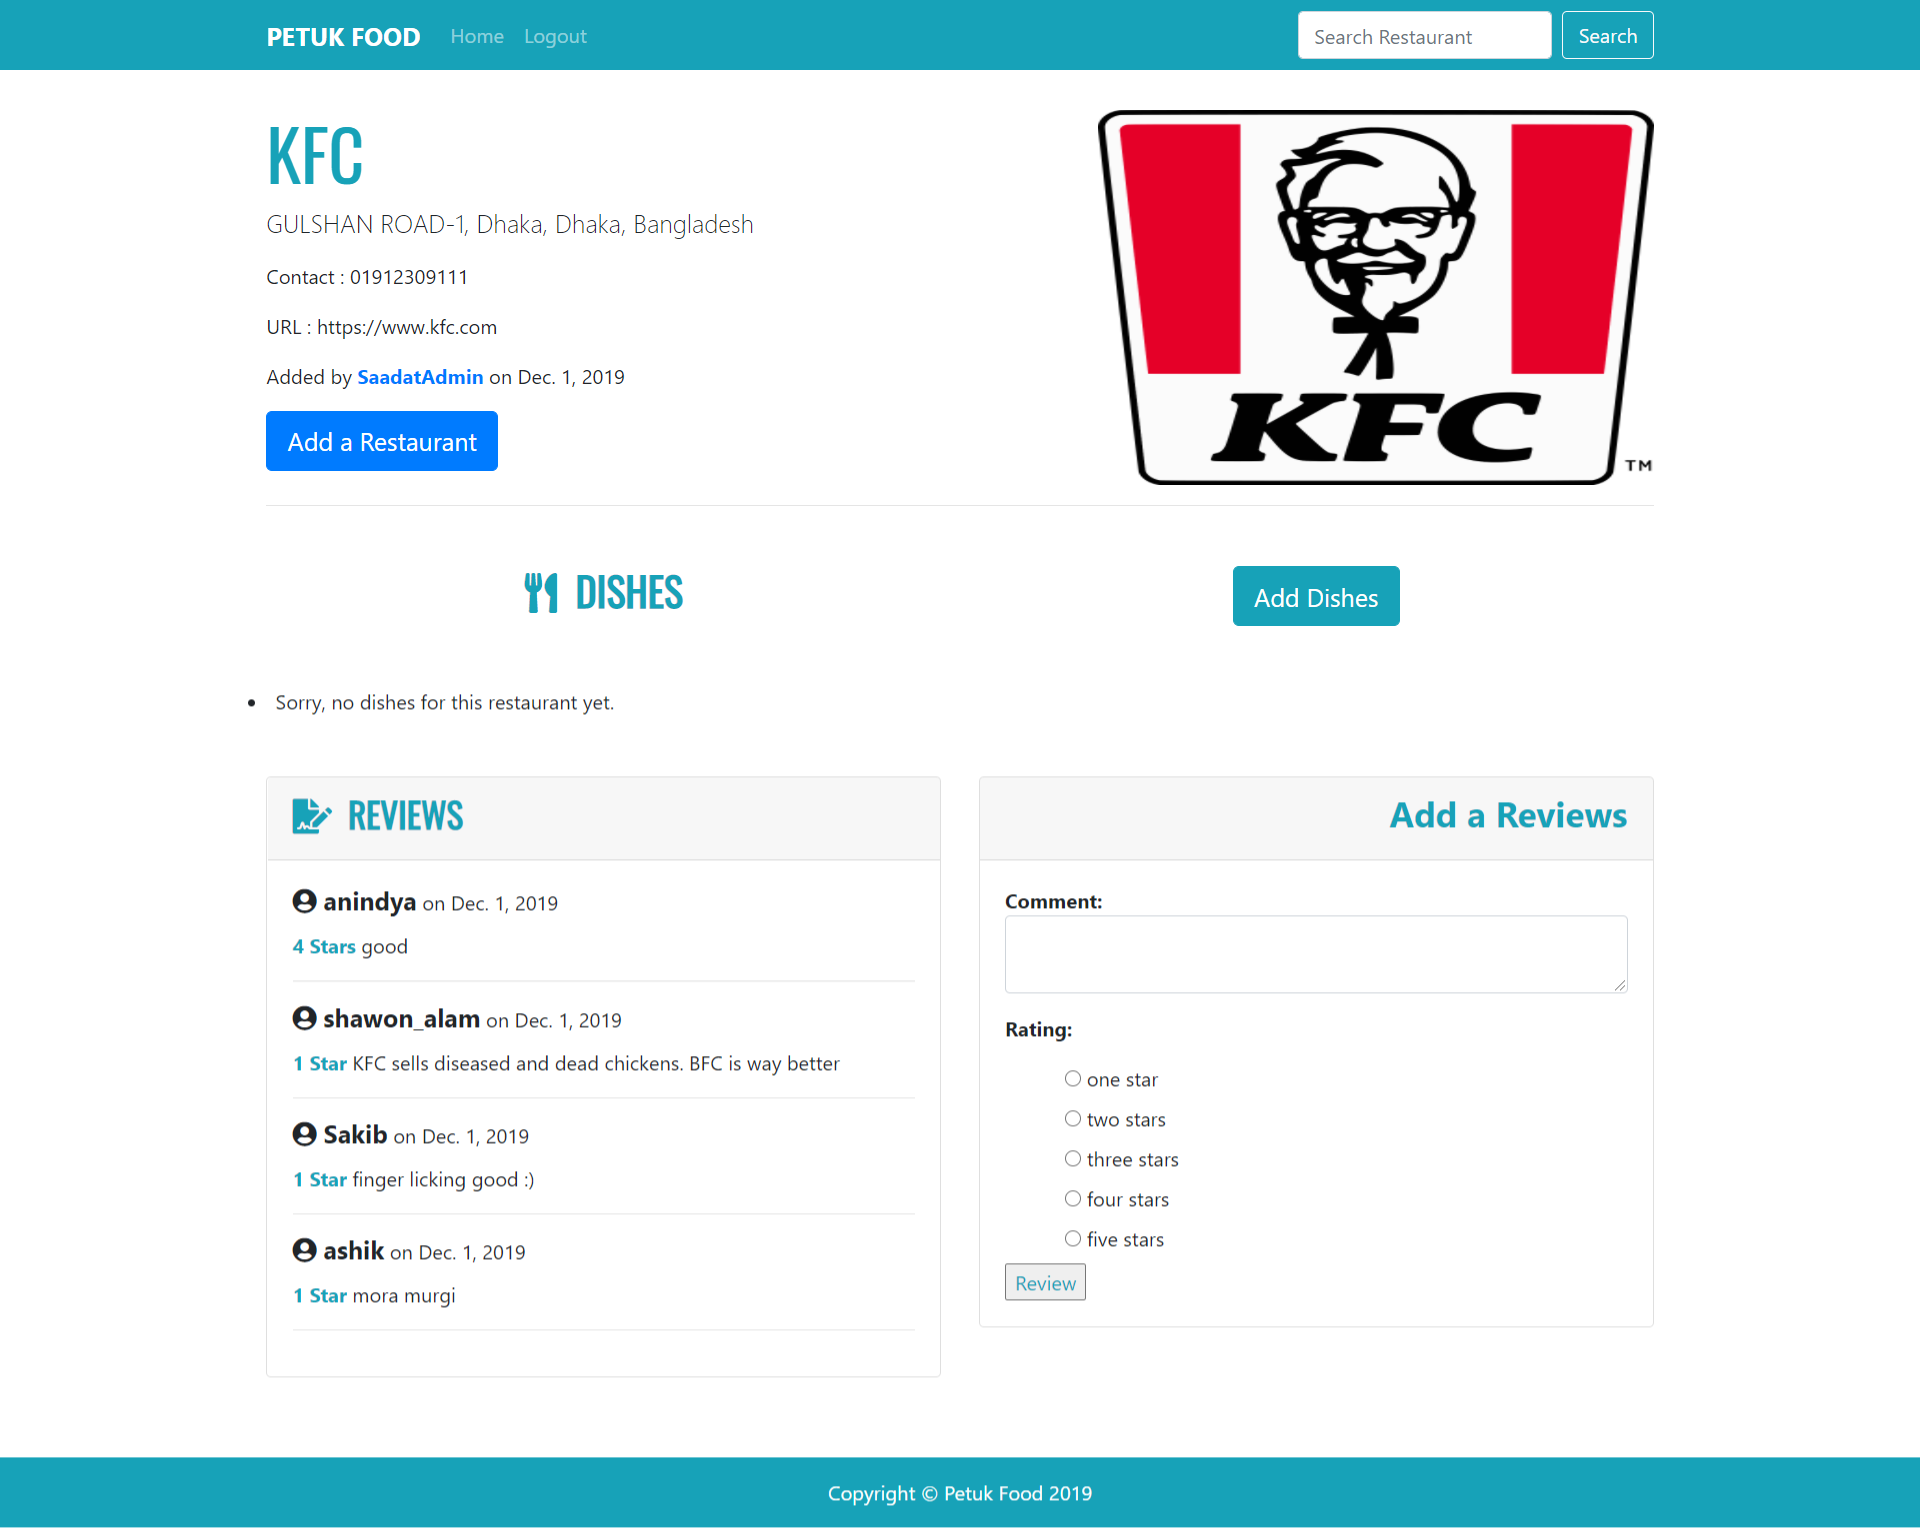 PETUK FOOD Home Logout Search Restaurant Search
KFC
GULSHAN ROAD-1, Dhaka, Dhaka, Bangladesh
Contact : 01912309111
URL : https://www.kfc.com
Added by SaadatAdmin on Dec. 1, 2019
Add a Restaurant
KFC
TM
DISHES
Add Dishes
Sorry, no dishes for this restaurant yet.
REVIEWS
anindya on Dec. 1, 2019
4 Stars good
shawon_alam on Dec. 1, 2019
1 Star KFC sells diseased and dead chickens. BFC is way better
Sakib on Dec. 1, 2019
1 Star finger licking good :)
ashik on Dec. 1, 2019
1 Star mora murgi
Add a Reviews
Comment:
Rating:
one star
two stars
three stars
four stars
five stars
Review
Copyright © Petuk Food 2019